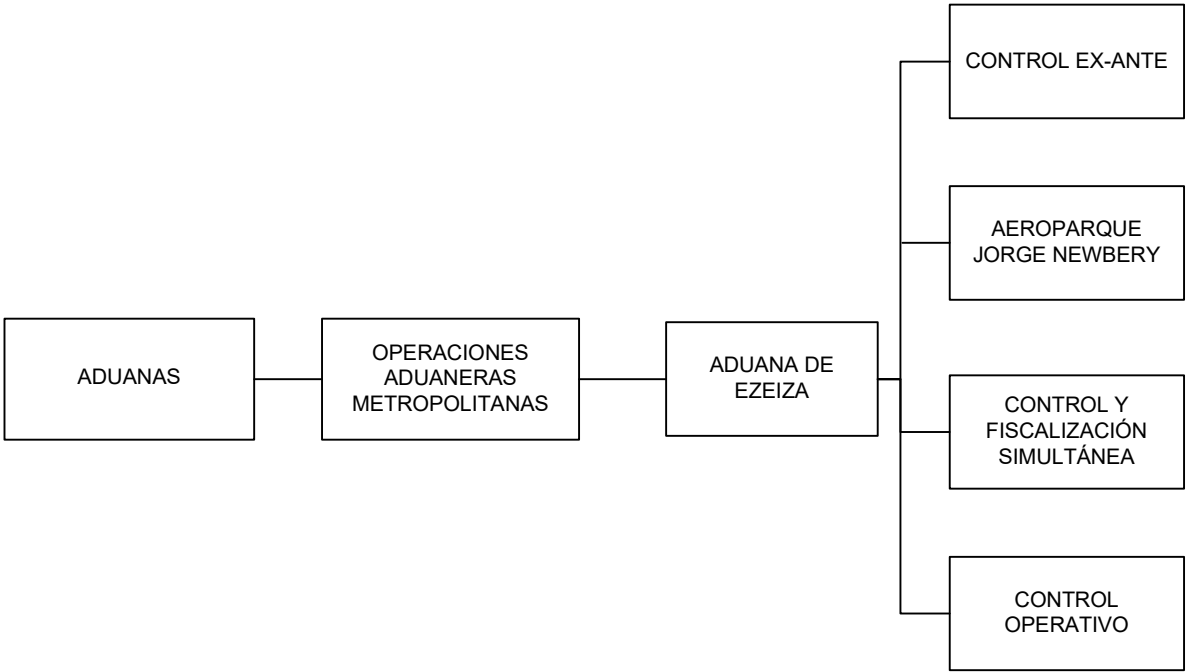 ADUANAS
OPERACIONES
ADUANERAS
METROPOLITANAS
ADUANA DE
EZEIZA
CONTROL EX-ANTE
AEROPARQUE
JORGE NEWBERY
CONTROL Y
FISCALIZACIÓN
SIMULTÁNEA
CONTROL
OPERATIVO